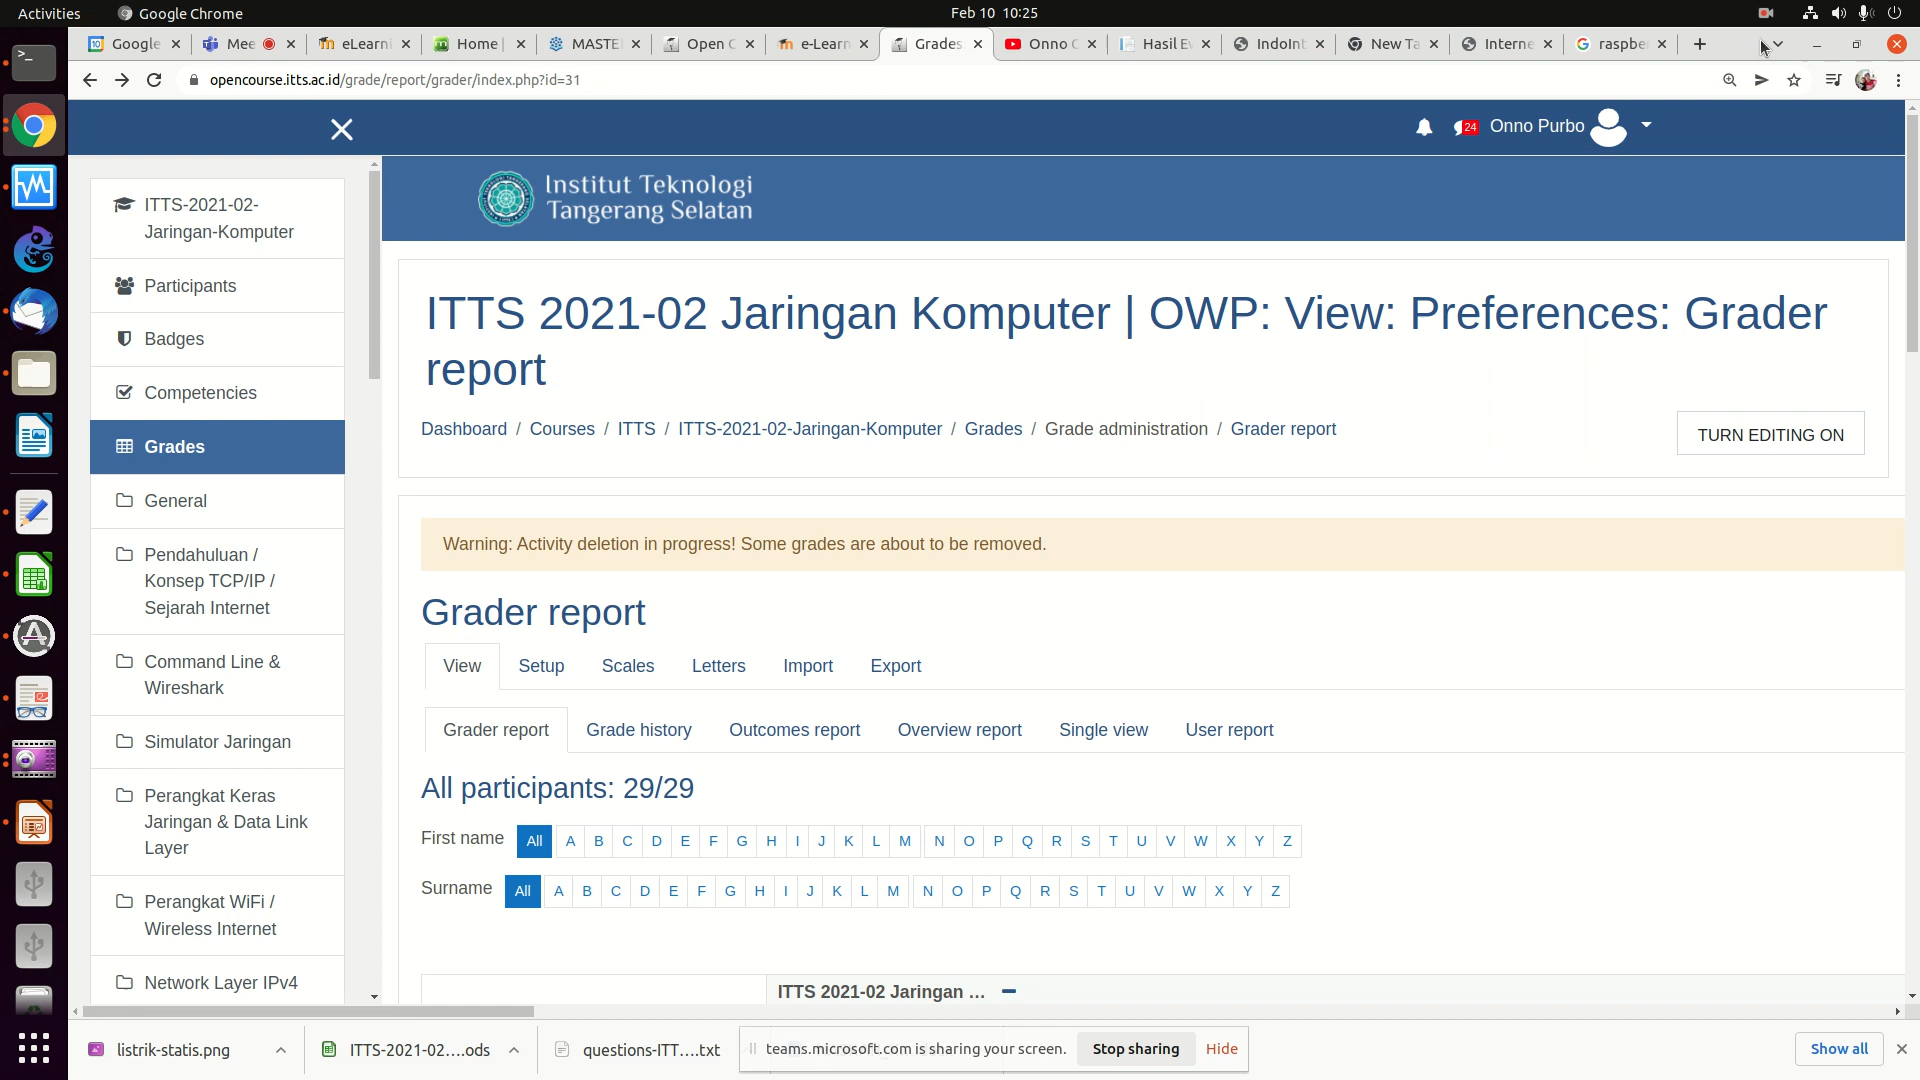 Activities Google Chrome Feb 10 10:25
Google Mee eLearni Home | MASTE Open C e-Learn Grades Onno C Hasil Ev IndoInt New Ta Interne raspbe
opencourse.itts.ac.id/grade/report/grader/index.php?id=31
24 Onno Purbo
Institut Teknologi
Tangerang Selatan
ITTS-2021-02-
Jaringan-Komputer
Participants
Badges
Competencies
Grades
General
Pendahuluan /
Konsep TCP/IP /
Sejarah Internet
Command Line &
Wireshark
Simulator Jaringan
Perangkat Keras
Jaringan & Data Link
Layer
Perangkat WiFi /
Wireless Internet
Network Layer IPv4
ITTS 2021-02 Jaringan Komputer | OWP: View: Preferences: Grader
report
Dashboard / Courses / ITTS / ITTS-2021-02-Jaringan-Komputer / Grades / Grade administration / Grader report
TURN EDITING ON
Warning: Activity deletion in progress! Some grades are about to be removed.
Grader report
View Setup Scales Letters Import Export
Grader report Grade history Outcomes report Overview report Single view User report
All participants: 29/29
First name All A B C D E F G H I J K L M N O P Q R S T U V W X Y Z
Surname All A B C D E F G H I J K L M N O P Q R S T U V W X Y Z
ITTS 2021-02 Jaringan ...
listrik-statis.png ITTS-2021-02....ods questions-ITT....txt teams.microsoft.com is sharing your screen. Stop sharing Hide Show all